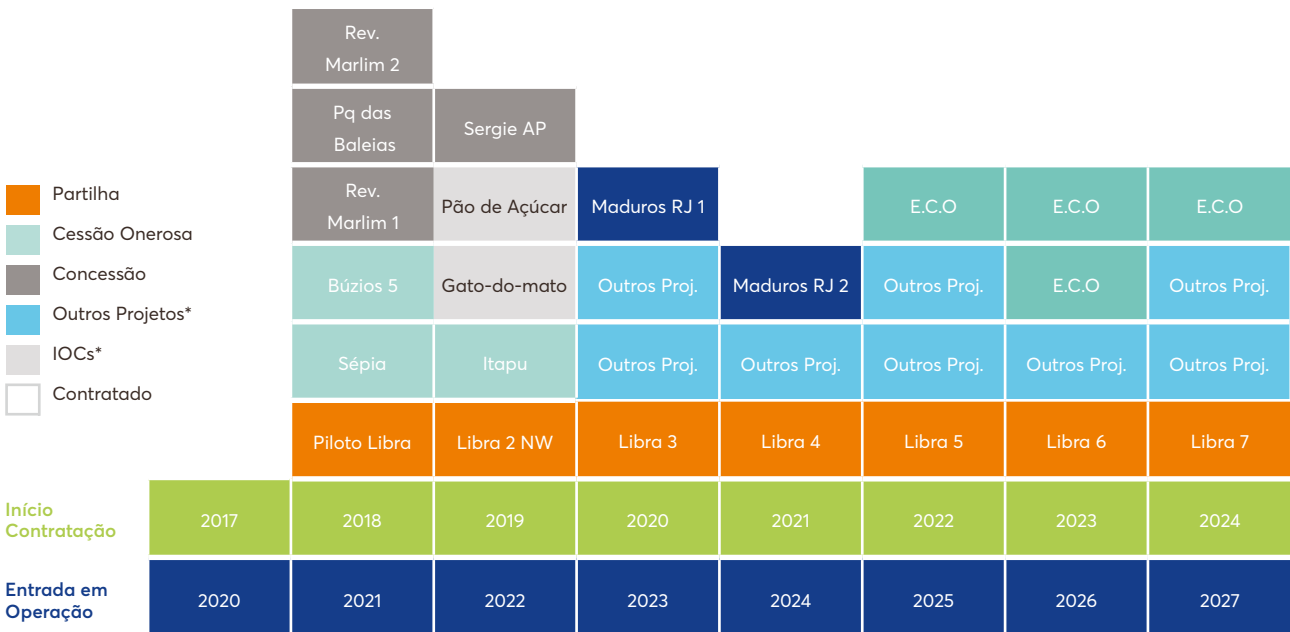 Rev.
Marlim 2
Pq das
Baleias
Sergie AP
Partilha
Cessão Onerosa
Concessão
Outros Projetos*
IOCs*
Contratado
Rev.
Marlim 1
Pão de Açúcar
Maduros RJ 1
E.C.O
E.C.O
E.C.O
Búzios 5
Gato-do-mato
Outros Proj.
Maduros RJ 2
Outros Proj.
E.C.O
Outros Proj.
Sépia
Itapu
Outros Proj.
Outros Proj.
Outros Proj.
Outros Proj.
Outros Proj.
Piloto Libra
Libra 2 NW
Libra 3
Libra 4
Libra 5
Libra 6
Libra 7
Início
Contratação
2017
2018
2019
2020
2021
2022
2023
2024
Entrada em
Operação
2020
2021
2022
2023
2024
2025
2026
2027